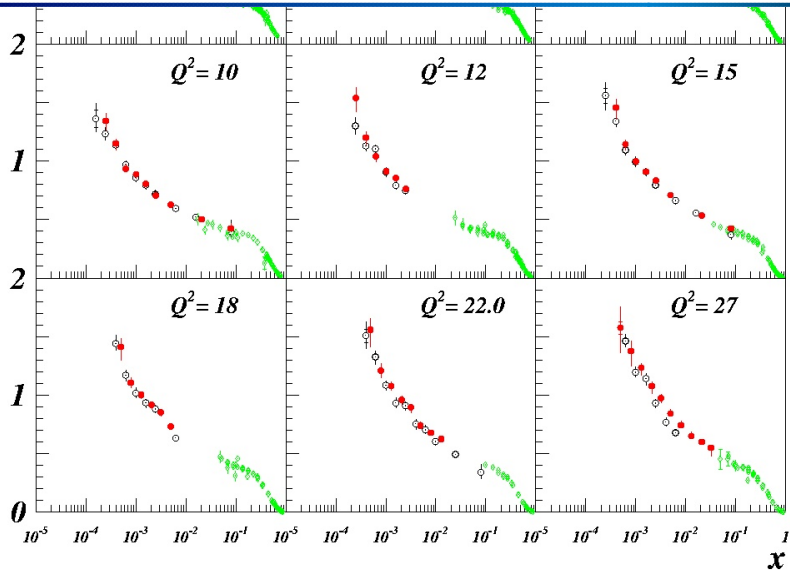 2
Q² = 10
Q² = 12
Q² = 15
1
2
Q² = 18
Q² = 22.0
Q² = 27
1
0
10⁻⁵ 10⁻⁴ 10⁻³ 10⁻² 10⁻¹ 10⁻⁵ 10⁻⁴ 10⁻³ 10⁻² 10⁻¹ 10⁻⁵ 10⁻⁴ 10⁻³ 10⁻² 10⁻¹ 1
x